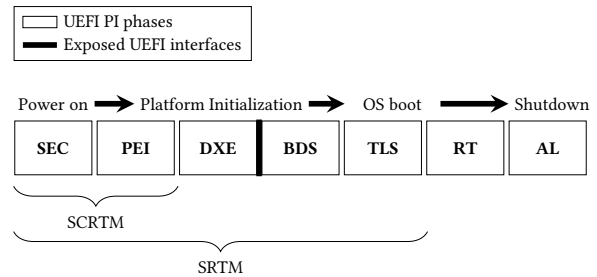 UEFI PI phases
Exposed UEFI interfaces
Power on Platform Initialization OS boot Shutdown
SEC PEI DXE BDS TLS RT AL
SCRTM
SRTM